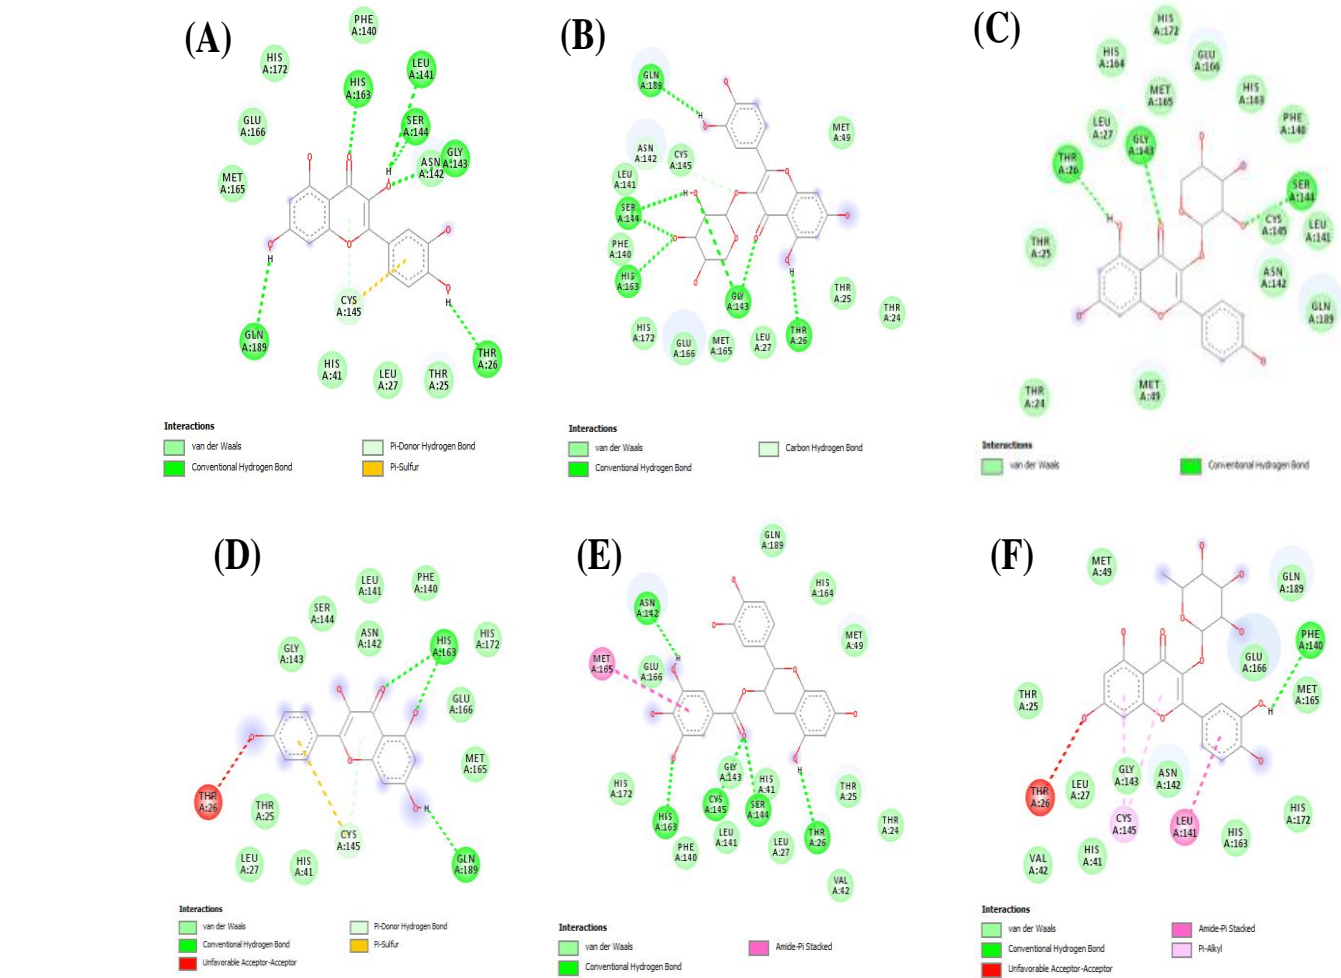 (A)
PHE
A:140
HIS
A:172
HIS
A:163
LEU
A:141
SER
A:144
GLU
A:166
ASN
A:142
GLY
A:143
MET
A:165
O
O
H
O
O
O
O
H
O
O
H
CYS
A:145
GLN
A:189
HIS
A:41
LEU
A:27
THR
A:25
THR
A:26
Interactions
van der Waals
Conventional Hydrogen Bond
Pi-Donor Hydrogen Bond
Pi-Sulfur
(B)
GLN
A:189
O
H
O
MET
A:49
ASN
A:142
CYS
A:145
LEU
A:141
SER
A:144
H-O
O
O
O
O
PHE
A:140
O
O
O
HIS
A:163
O
O
H
GLY
A:143
THR
A:25
THR
A:24
HIS
A:172
GLU
A:166
MET
A:165
LEU
A:27
THR
A:26
Interactions
van der Waals
Conventional Hydrogen Bond
Carbon Hydrogen Bond
(C)
HIS
A:172
HIS
A:164
GLU
A:166
MET
A:165
HIS
A:163
LEU
A:27
PHE
A:140
THR
A:26
GLY
A:143
O
O
SER
A:144
H
O
O
O
O
CYS
A:145
LEU
A:141
THR
A:25
O
ASN
A:142
O
O
GLN
A:189
O
THR
A:24
MET
A:49
Interactions
van der Waals
Conventional Hydrogen Bond
(D)
LEU
A:141
PHE
A:140
SER
A:144
ASN
A:142
HIS
A:163
HIS
A:172
GLY
A:143
O
O
O
GLU
A:166
O
O
MET
A:165
THR
A:26
THR
A:25
O
H
CYS
A:145
LEU
A:27
HIS
A:41
GLN
A:189
Interactions
van der Waals
Conventional Hydrogen Bond
Unfavorable Acceptor-Acceptor
Pi-Donor Hydrogen Bond
Pi-Sulfur
(E)
GLN
A:189
HIS
A:164
ASN
A:142
O
O
MET
A:49
MET
A:165
GLU
A:166
H
O
O
O
O
O
O
O
O
H
HIS
A:172
GLY
A:143
HIS
A:41
CYS
A:145
SER
A:144
THR
A:25
HIS
A:163
THR
A:24
PHE
A:140
LEU
A:141
LEU
A:27
THR
A:26
VAL
A:42
Interactions
van der Waals
Conventional Hydrogen Bond
Amide-Pi Stacked
(F)
O
MET
A:49
O
GLN
A:189
O
O
O
O
PHE
A:140
O
GLU
A:166
MET
A:165
THR
A:25
O
O
O
H
O
THR
A:26
LEU
A:27
GLY
A:143
ASN
A:142
CYS
A:145
LEU
A:141
HIS
A:172
HIS
A:163
VAL
A:42
HIS
A:41
Interactions
van der Waals
Conventional Hydrogen Bond
Unfavorable Acceptor-Acceptor
Amide-Pi Stacked
Pi-Alkyl